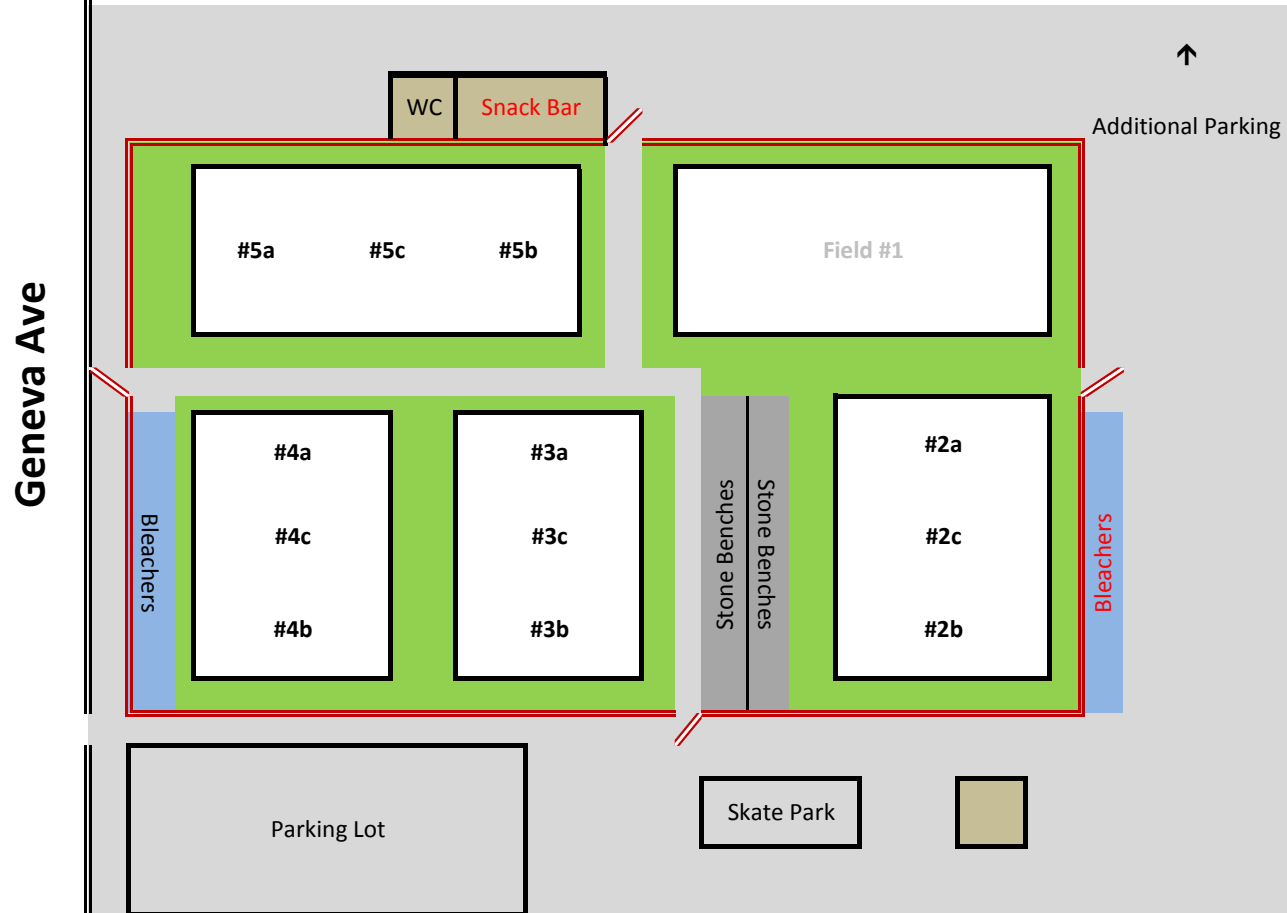 WC
Snack Bar
Additional Parking
#5a
#5c
#5b
Field #1
Geneva Ave
#4a
#3a
#2a
#4c
#3c
#2c
#4b
#3b
#2b
Bleachers
Stone Benches
Stone Benches
Bleachers
Skate Park
Parking Lot